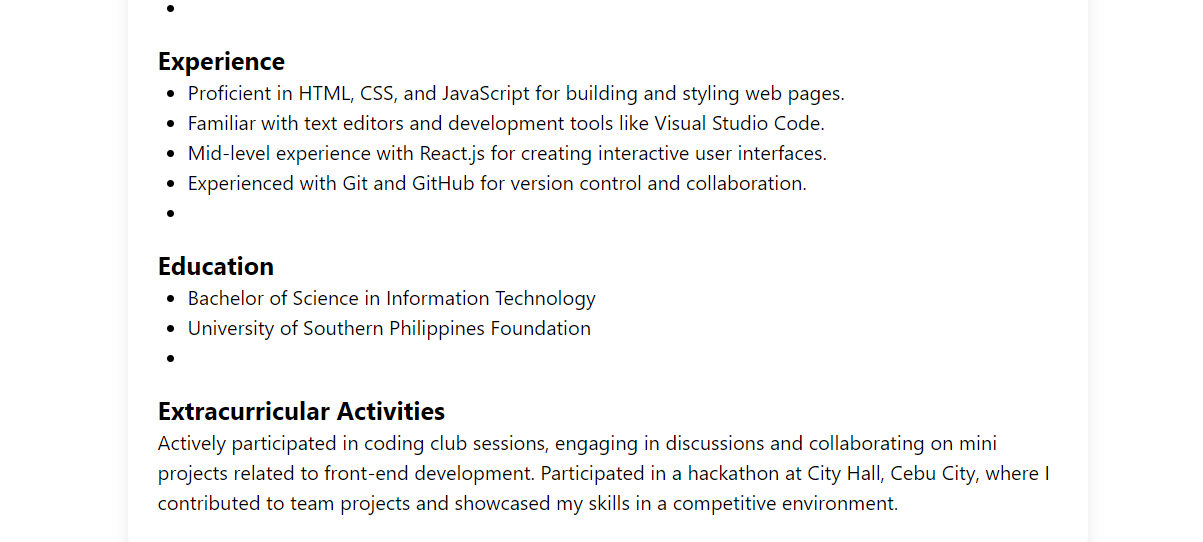 •
Experience
• Proficient in HTML, CSS, and JavaScript for building and styling web pages.
• Familiar with text editors and development tools like Visual Studio Code.
• Mid-level experience with React.js for creating interactive user interfaces.
• Experienced with Git and GitHub for version control and collaboration.
•
Education
• Bachelor of Science in Information Technology
• University of Southern Philippines Foundation
•
Extracurricular Activities
Actively participated in coding club sessions, engaging in discussions and collaborating on mini
projects related to front-end development. Participated in a hackathon at City Hall, Cebu City, where I
contributed to team projects and showcased my skills in a competitive environment.